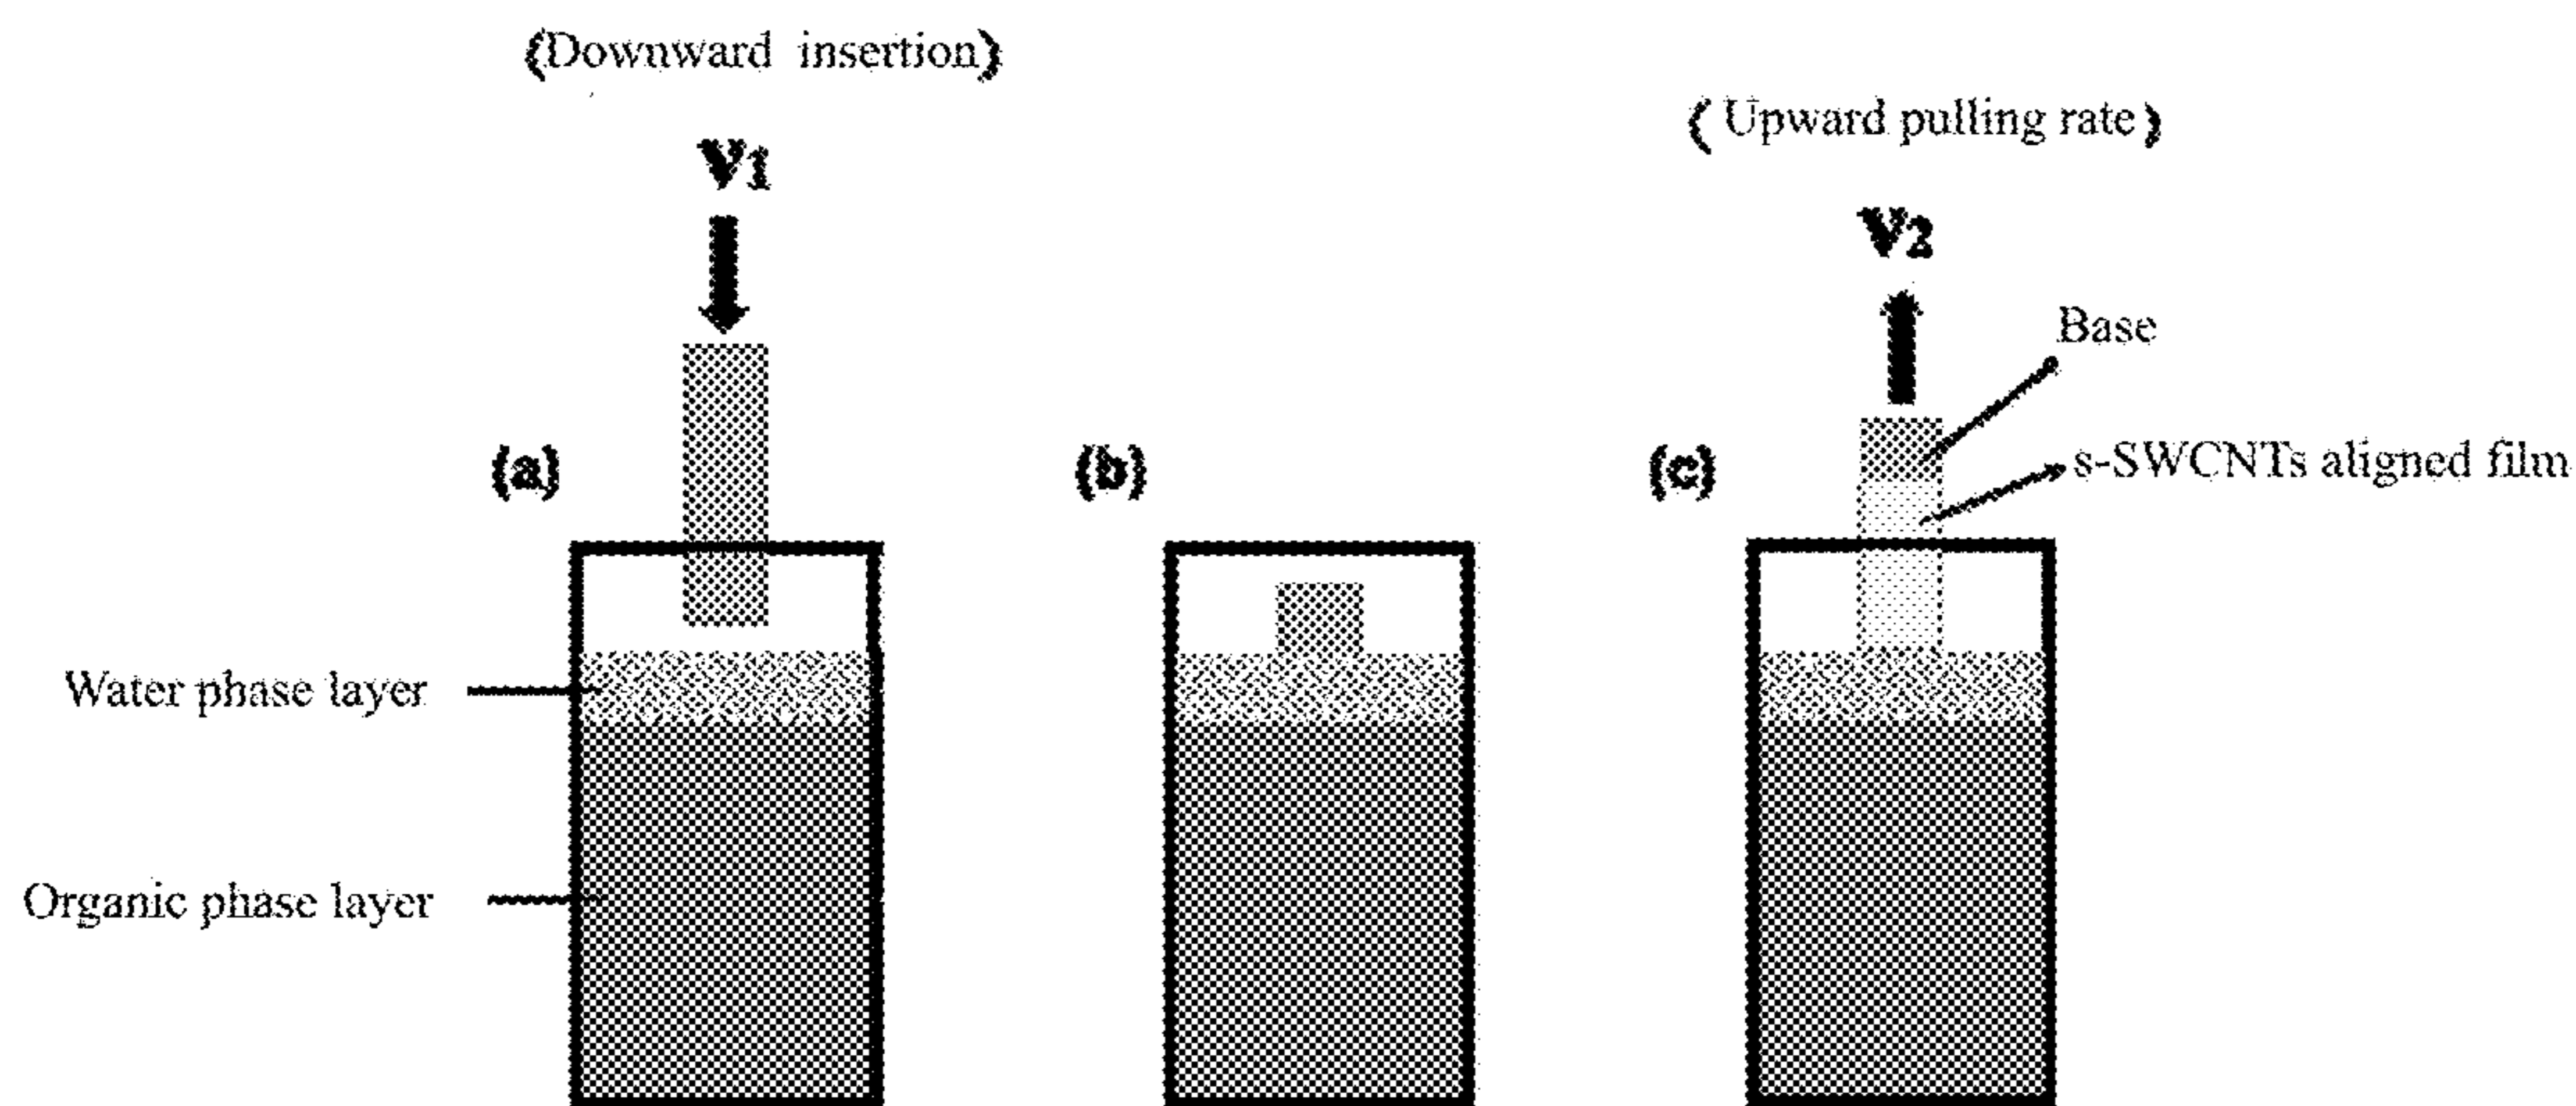 (Downward insertion)
V1
(Upward pulling rate)
V2
Base
(a)
(b)
(c)
s-SWCNTs aligned film
Water phase layer
Organic phase layer